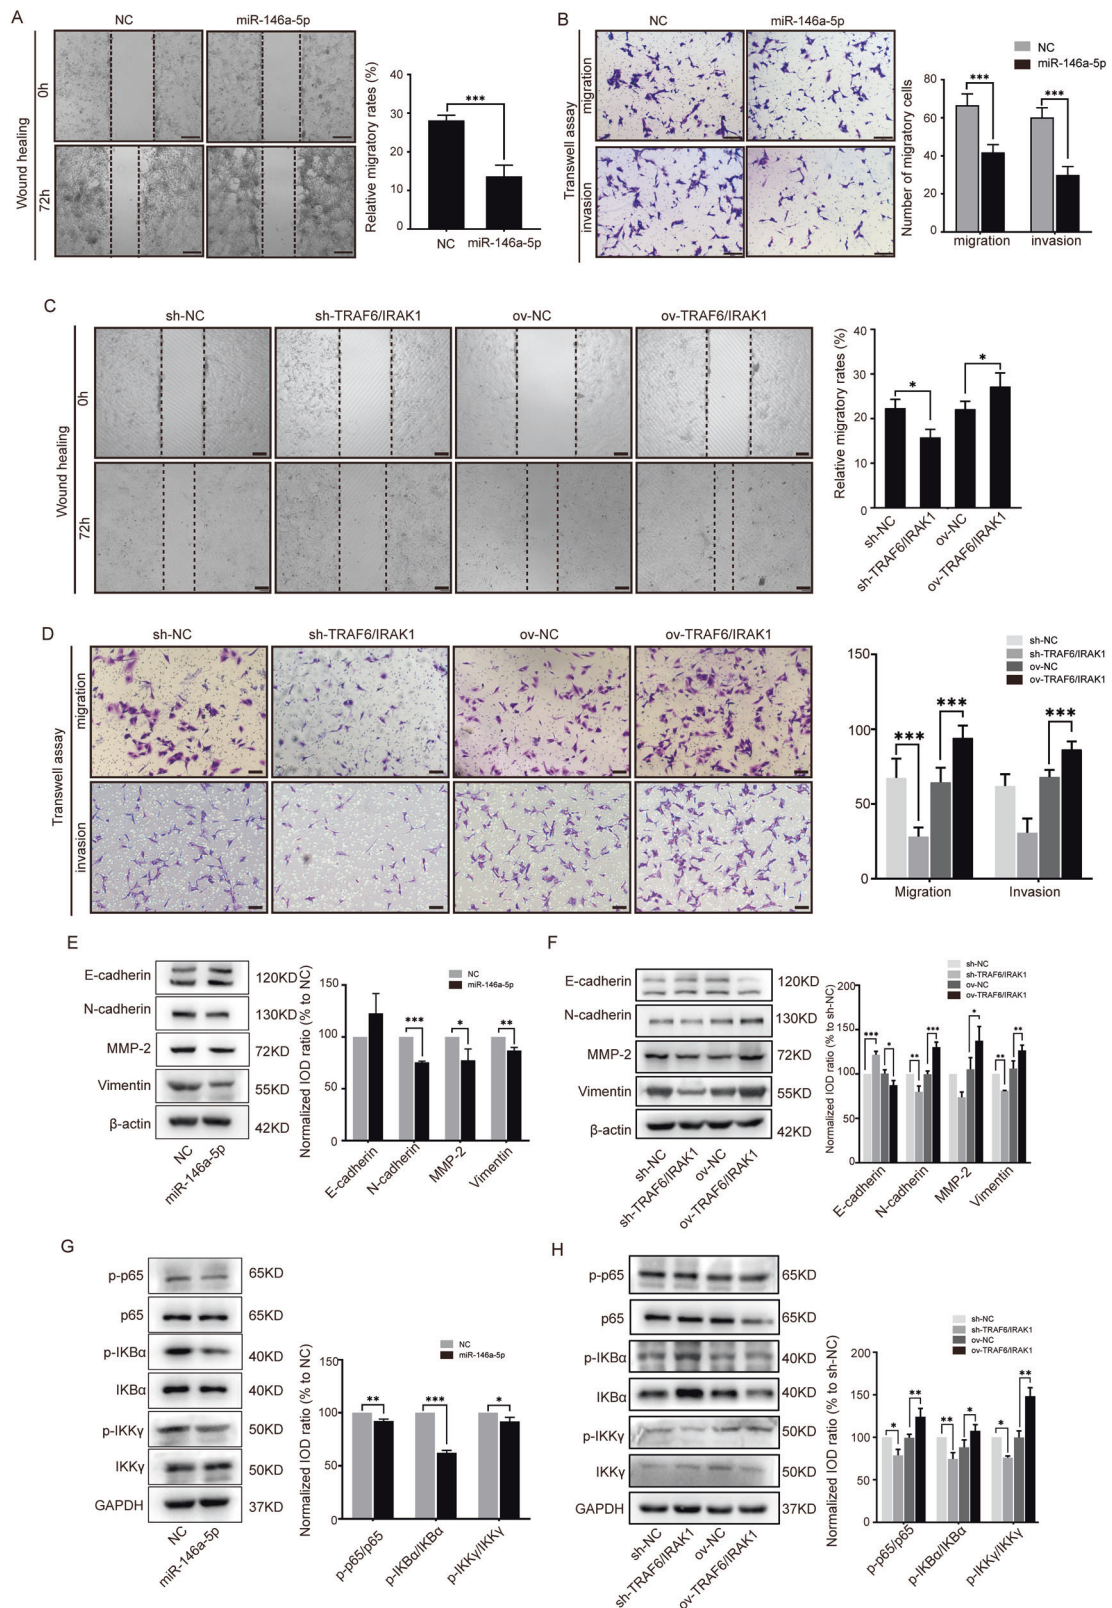 A
NC
miR-146a-5p
Wound healing
0h
72h
Relative migratory rates (%)
40
30
20
10
0
***
NC
miR-146a-5p
B
NC
miR-146a-5p
Transwell assay
migration
invasion
NC
miR-146a-5p
Number of migratory cells
80
60
40
20
0
***
***
migration
invasion
C
sh-NC
sh-TRAF6/IRAK1
ov-NC
ov-TRAF6/IRAK1
Wound healing
0h
72h
Relative migratory rates (%)
40
30
20
10
0
*
*
sh-NC
sh-TRAF6/IRAK1
ov-NC
ov-TRAF6/IRAK1
D
sh-NC
sh-TRAF6/IRAK1
ov-NC
ov-TRAF6/IRAK1
Transwell assay
migration
invasion
sh-NC
sh-TRAF6/IRAK1
ov-NC
ov-TRAF6/IRAK1
150
100
50
0
***
***
***
Migration
Invasion
E
E-cadherin
120KD
N-cadherin
130KD
MMP-2
72KD
Vimentin
55KD
β-actin
42KD
NC
miR-146a-5p
NC
miR-146a-5p
Normalized IOD ratio (% to NC)
150
100
50
0
***
*
**
E-cadherin
N-cadherin
MMP-2
Vimentin
F
E-cadherin
120KD
N-cadherin
130KD
MMP-2
72KD
Vimentin
55KD
β-actin
42KD
sh-NC
sh-TRAF6/IRAK1
ov-NC
ov-TRAF6/IRAK1
sh-NC
sh-TRAF6/IRAK1
ov-NC
ov-TRAF6/IRAK1
Normalized IOD ratio (% to sh-NC)
200
150
100
50
0
***
*
**
***
*
**
**
E-cadherin
N-cadherin
MMP-2
Vimentin
G
p-p65
65KD
p65
65KD
p-IKBα
40KD
IKBα
40KD
p-IKKγ
50KD
IKKγ
50KD
GAPDH
37KD
NC
miR-146a-5p
NC
miR-146a-5p
Normalized IOD ratio (% to NC)
150
100
50
0
**
***
*
p-p65/p65
p-IKBα/IKBα
p-IKKγ/IKKγ
H
p-p65
65KD
p65
65KD
p-IKBα
40KD
IKBα
40KD
p-IKKγ
50KD
IKKγ
50KD
GAPDH
37KD
sh-NC
sh-TRAF6/IRAK1
ov-NC
ov-TRAF6/IRAK1
sh-NC
sh-TRAF6/IRAK1
ov-NC
ov-TRAF6/IRAK1
Normalized IOD ratio (% to sh-NC)
200
150
100
50
0
*
**
**
*
*
**
p-p65/p65
p-IKBα/IKBα
p-IKKγ/IKKγ